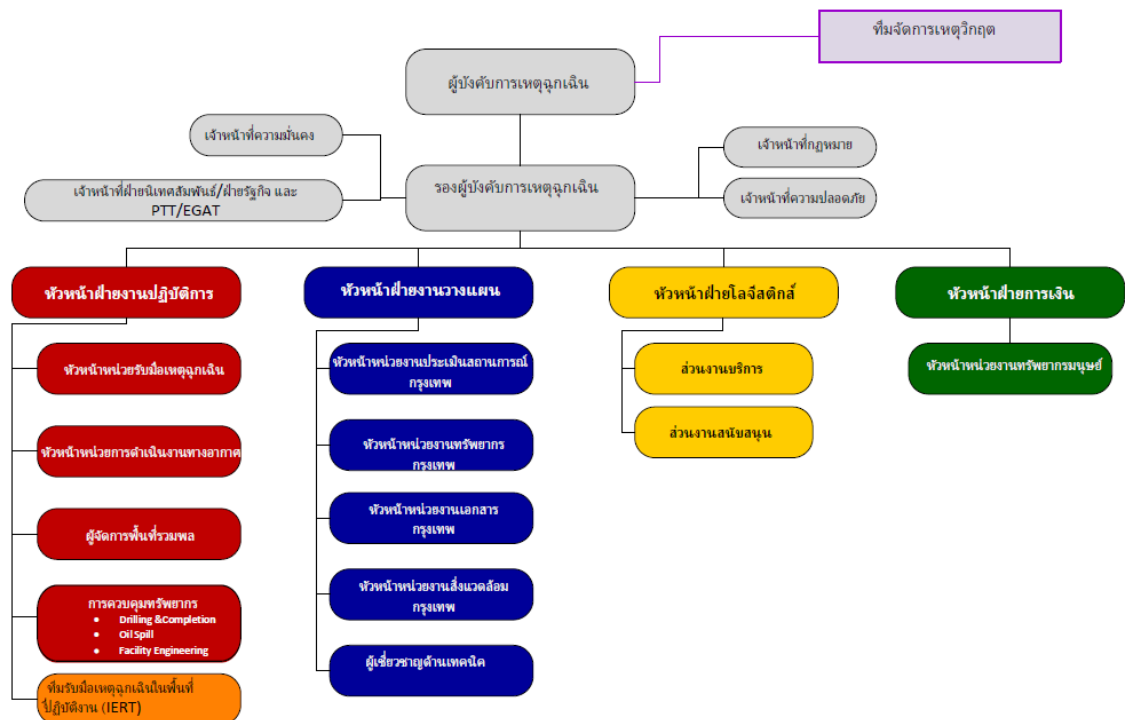 ทีมจัดการเหตุวิกฤต
ผู้บังคับการเหตุฉุกเฉิน
เจ้าหน้าที่ความมั่นคง
เจ้าหน้าที่กฎหมาย
เจ้าหน้าที่ฝ่ายนิเทศสัมพันธ์/ฝ่ายรัฐกิจ และ
PTT/EGAT
รองผู้บังคับการเหตุฉุกเฉิน
เจ้าหน้าที่ความปลอดภัย
หัวหน้าฝ่ายงานปฏิบัติการ
หัวหน้าฝ่ายงานวางแผน
หัวหน้าฝ่ายโลจีสติกส์
หัวหน้าฝ่ายการเงิน
หัวหน้าหน่วยรับมือเหตุฉุกเฉิน
หัวหน้าหน่วยการดำเนินงานทางอากาศ
ผู้จัดการพื้นที่รวมพล
การควบคุมทรัพยากร
• Drilling &Completion
• Oil Spill
• Facility Engineering
ทีมรับมือเหตุฉุกเฉินในพื้นที่
ปฏิบัติงาน (IERT)
หัวหน้าหน่วยงานประเมินสถานการณ์
กรุงเทพ
หัวหน้าหน่วยงานทรัพยากร
กรุงเทพ
หัวหน้าหน่วยงานเอกสาร
กรุงเทพ
หัวหน้าหน่วยงานสิ่งแวดล้อม
กรุงเทพ
ผู้เชี่ยวชาญด้านเทคนิค
ส่วนงานบริการ
ส่วนงานสนับสนุน
หัวหน้าหน่วยงานทรัพยากรมนุษย์